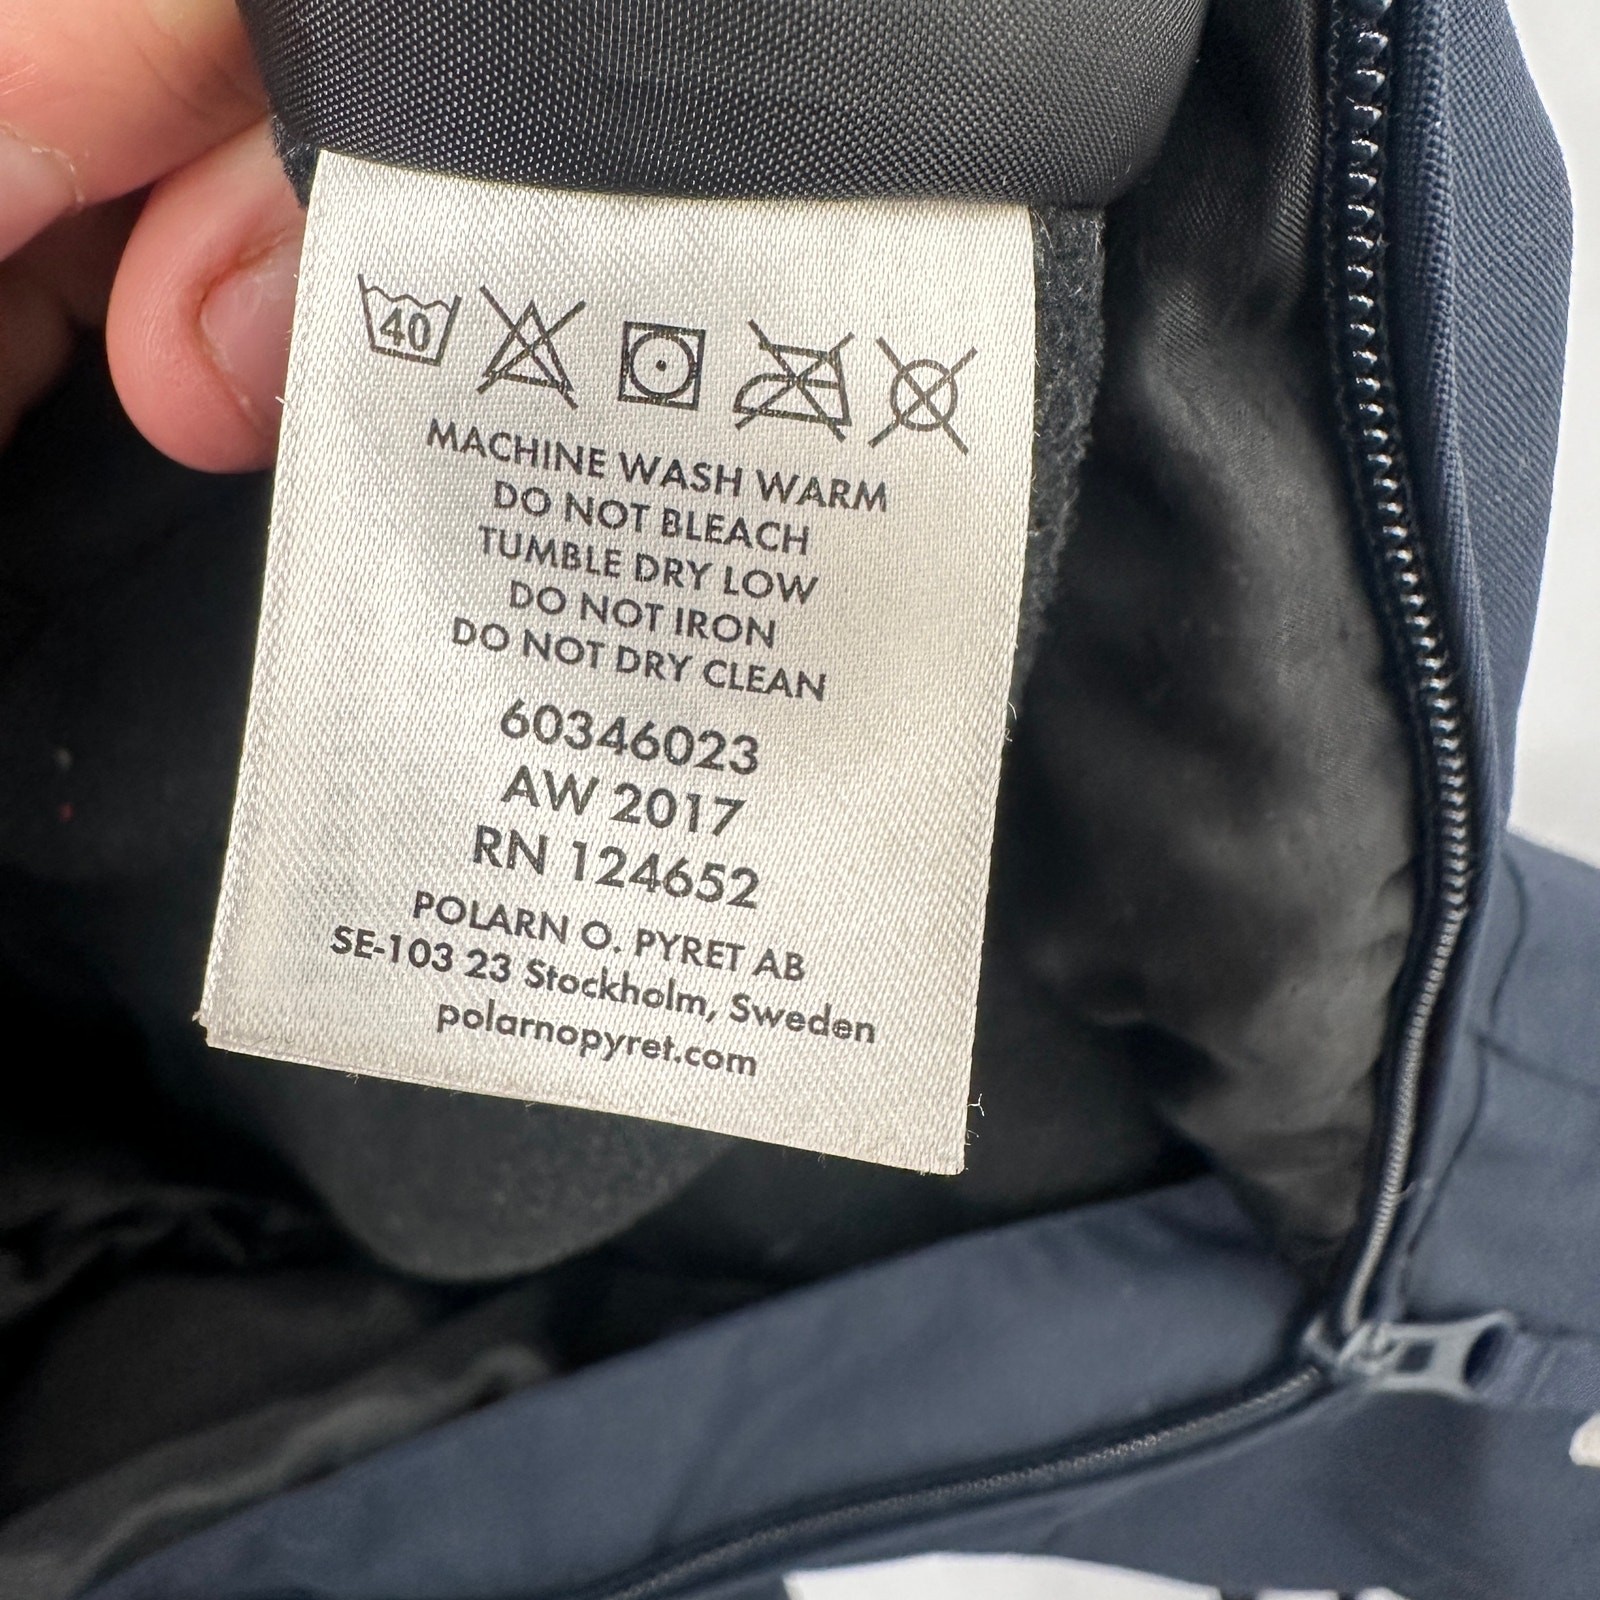 40
MACHINE WASH WARM
DO NOT BLEACH
TUMBLE DRY LOW
DO NOT IRON
DO NOT DRY CLEAN
60346023
AW 2017
RN 124652
POLARN O. PYRET AB
SE-103 23 Stockholm, Sweden
polarnopyret.com